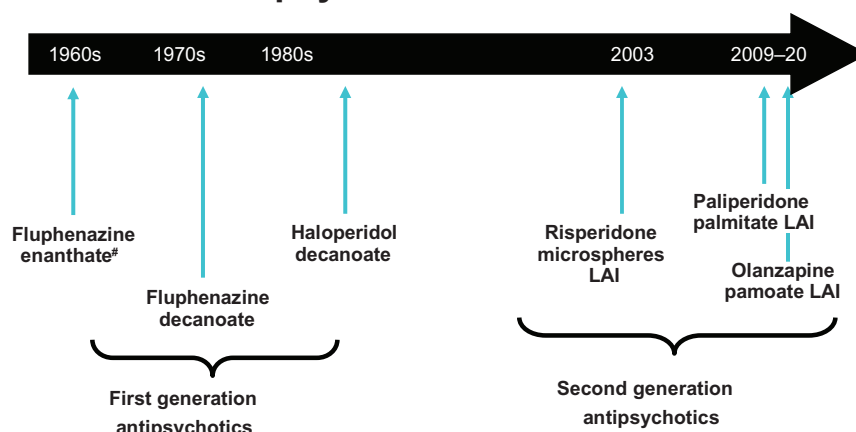 1960s 1970s 1980s 2003 2009–20
Fluphenazine
enanthate#
Fluphenazine
decanoate
Haloperidol
decanoate
Risperidone
microspheres
LAI
Paliperidone
palmitate LAI
Olanzapine
pamoate LAI
First generation
antipsychotics
Second generation
antipsychotics